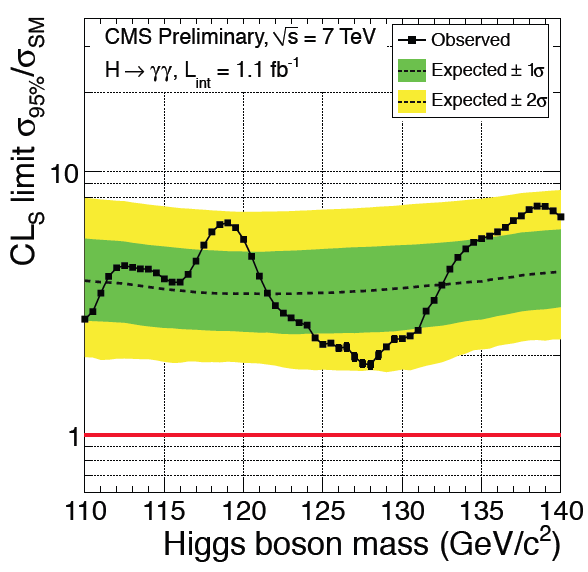 CMS Preliminary, √s = 7 TeV
H → γγ, L_int = 1.1 fb⁻¹
Observed
Expected ± 1σ
Expected ± 2σ
CL_S limit σ_95%/σ_SM
10
1
110 115 120 125 130 135 140
Higgs boson mass (GeV/c²)